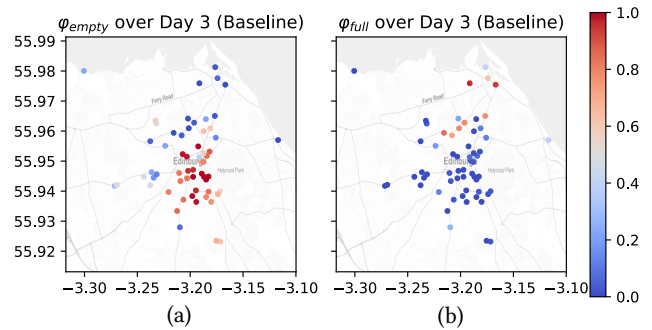 φempty over Day 3 (Baseline)
φfull over Day 3 (Baseline)
55.99
55.98
55.97
55.96
55.95
55.94
55.93
55.92
Ferry Road
Edinbur
Holyrood Park
Ferry Road
Edinbur
Holyrood Park
−3.30 −3.25 −3.20 −3.15 −3.10
−3.30 −3.25 −3.20 −3.15 −3.10
1.0
0.8
0.6
0.4
0.2
0.0
(a)
(b)